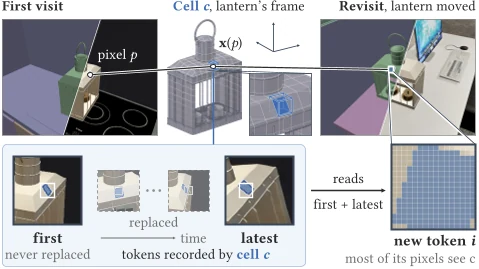 First visit
Cell c, lantern's frame
Revisit, lantern moved
pixel p
x(p)
first
never replaced
replaced
time
latest
tokens recorded by cell c
reads
first + latest
new token i
most of its pixels see c